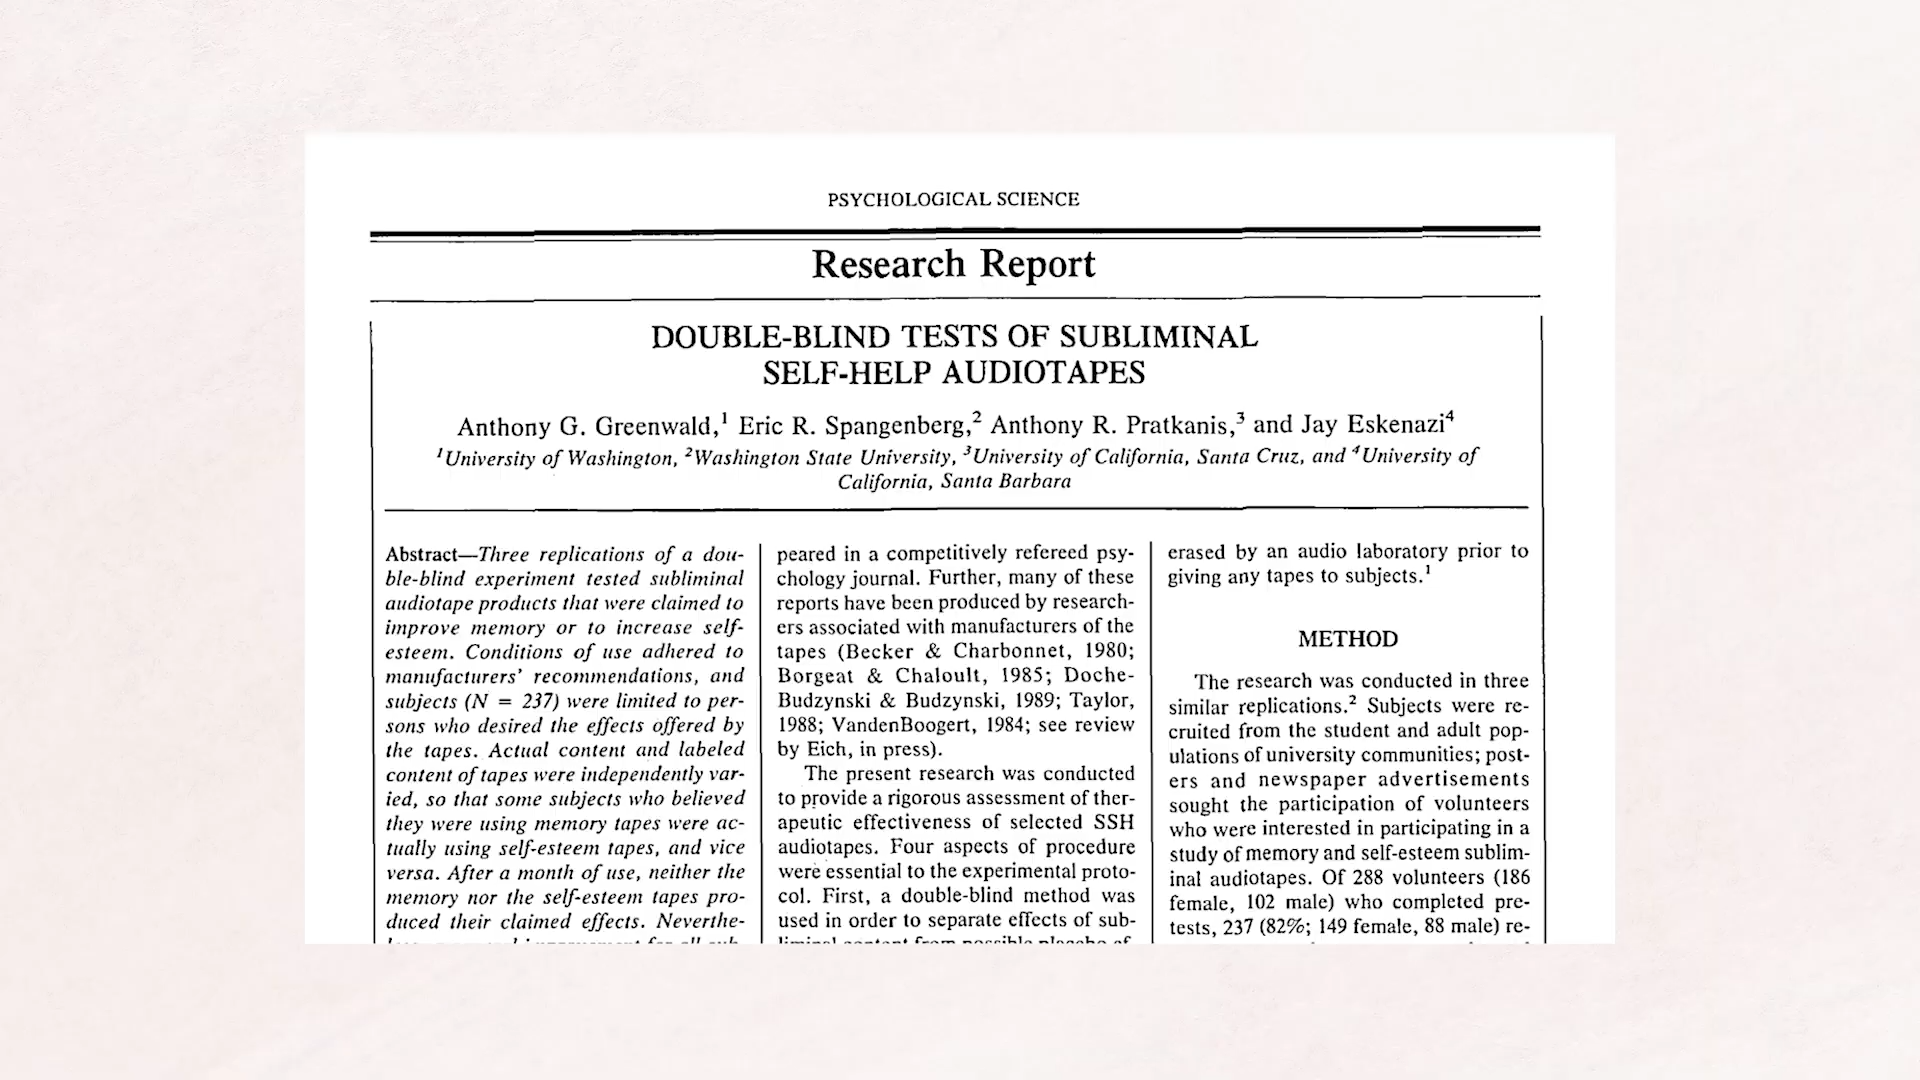 PSYCHOLOGICAL SCIENCE
Research Report
DOUBLE-BLIND TESTS OF SUBLIMINAL
SELF-HELP AUDIOTAPES
Anthony G. Greenwald,¹ Eric R. Spangenberg,² Anthony R. Pratkanis,³ and Jay Eskenazi⁴
¹University of Washington, ²Washington State University, ³University of California, Santa Cruz, and ⁴University of
California, Santa Barbara
Abstract—Three replications of a dou-
ble-blind experiment tested subliminal
audiotape products that were claimed to
improve memory or to increase self-
esteem. Conditions of use adhered to
manufacturers' recommendations, and
subjects (N = 237) were limited to per-
sons who desired the effects offered by
the tapes. Actual content and labeled
content of tapes were independently var-
ied, so that some subjects who believed
they were using memory tapes were ac-
tually using self-esteem tapes, and vice
versa. After a month of use, neither the
memory nor the self-esteem tapes pro-
duced their claimed effects. Neverthe-
peared in a competitively refereed psy-
chology journal. Further, many of these
reports have been produced by research-
ers associated with manufacturers of the
tapes (Becker & Charbonnet, 1980;
Borgeat & Chaloult, 1985; Doche-
Budzynski & Budzynski, 1989; Taylor,
1988; VandenBoogert, 1984; see review
by Eich, in press).
The present research was conducted
to provide a rigorous assessment of ther-
apeutic effectiveness of selected SSH
audiotapes. Four aspects of procedure
were essential to the experimental proto-
col. First, a double-blind method was
used in order to separate effects of sub-
liminal content from possible placebo ef-
erased by an audio laboratory prior to
giving any tapes to subjects.¹
METHOD
The research was conducted in three
similar replications.² Subjects were re-
cruited from the student and adult pop-
ulations of university communities; post-
ers and newspaper advertisements
sought the participation of volunteers
who were interested in participating in a
study of memory and self-esteem sublim-
inal audiotapes. Of 288 volunteers (186
female, 102 male) who completed pre-
tests, 237 (82%; 149 female, 88 male) re-